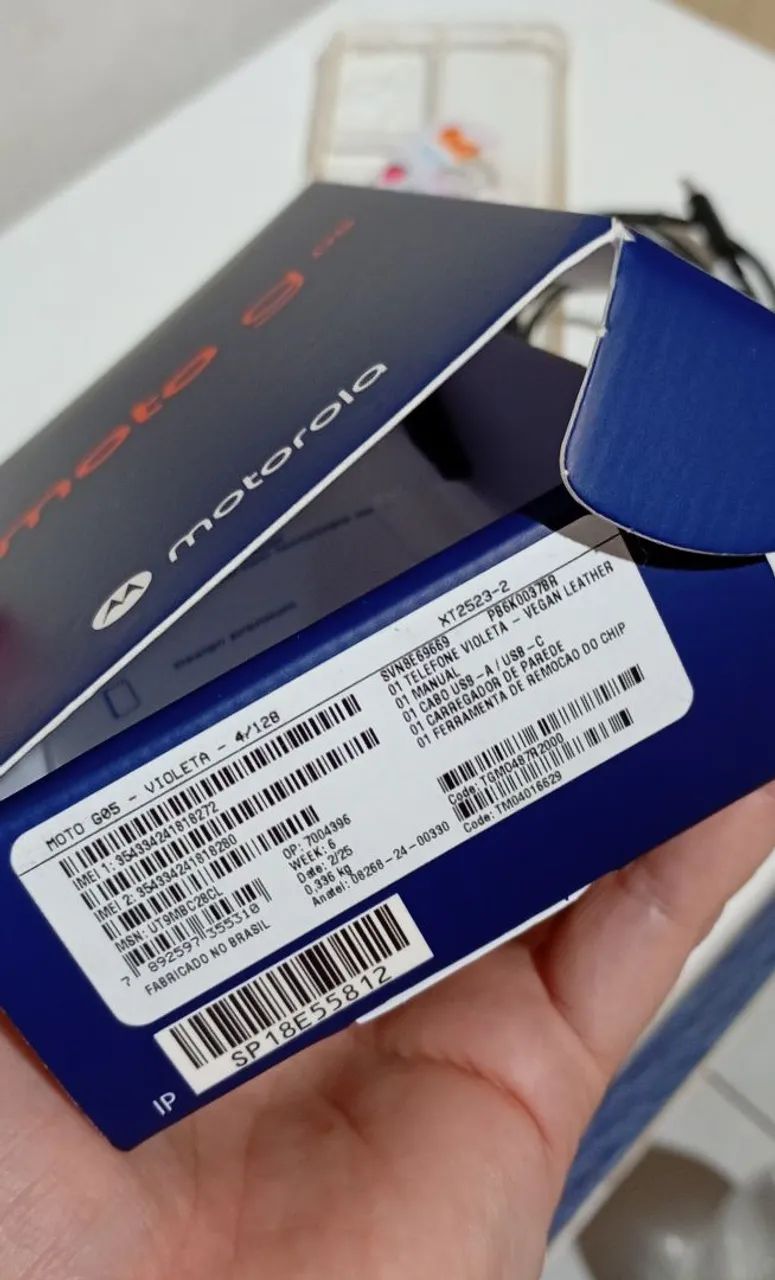 moto g 05
motorola
XT2523-2
MOTO G05 - VIOLETA - 4/128
SVN8E69669 PB6K0037BR
01 TELEFONE VIOLETA - VEGAN LEATHER
01 MANUAL
01 CABO USB-A / USB-C
01 CARREGADOR DE PAREDE
01 FERRAMENTA DE REMOCAO DO CHIP
IMEI 1: 354334241818272
IMEI 2: 354334241818280
MSN: UT9MBC28CL
7 892597 355310
FABRICADO NO BRASIL
OP: 7004396
WEEK: 6
Date: 2/25
0,336 kg
Anatel: 08268-24-00330
Code: TGM0487R2000
Code: TM04016629
SP18E55812
IP